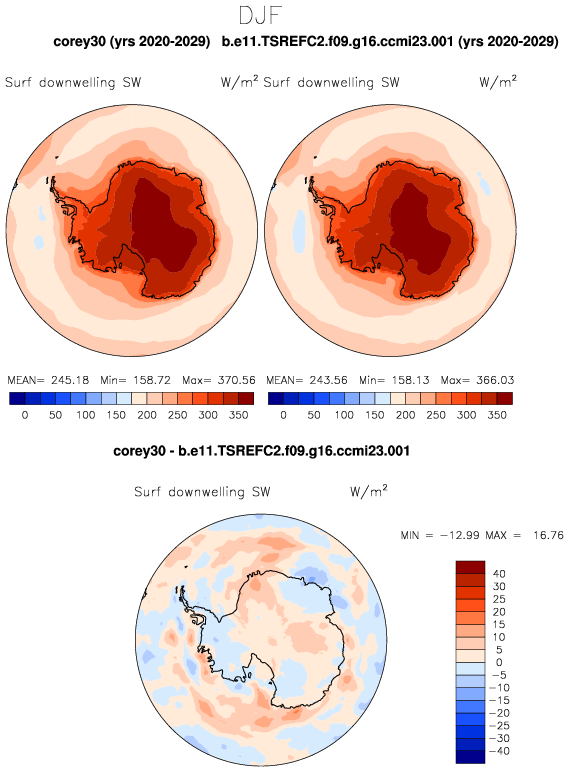 DJF
corey30 (yrs 2020-2029) b.e11.TSREFC2.f09.g16.ccmi23.001 (yrs 2020-2029)
Surf downwelling SW W/m² Surf downwelling SW W/m²
MEAN= 245.18 Min= 158.72 Max= 370.56 MEAN= 243.56 Min= 158.13 Max= 366.03
0 50 100 150 200 250 300 350 0 50 100 150 200 250 300 350
corey30 - b.e11.TSREFC2.f09.g16.ccmi23.001
Surf downwelling SW W/m²
MIN = -12.99 MAX = 16.76
40
30
25
20
15
10
5
0
-5
-10
-15
-20
-25
-30
-40